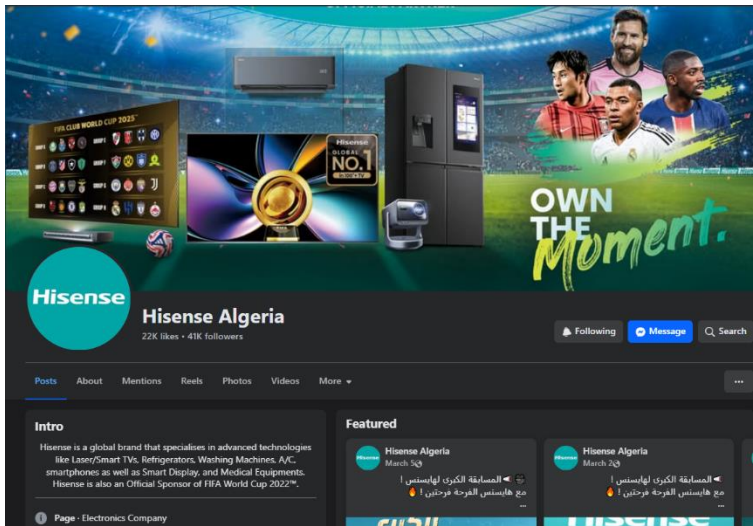 FIFA CLUB WORLD CUP 2025™
Hisense
GLOBAL
NO.1
OWN
THE
Moment.
Hisense
Hisense Algeria
22K likes • 41K followers
Following
Message
Search
Posts
About
Mentions
Reels
Photos
Videos
More
Intro
Hisense is a global brand that specialises in advanced technologies
like Laser/Smart TVs, Refrigerators, Washing Machines, A/C,
smartphones as well as Smart Display, and Medical Equipments.
Hisense is also an Official Sponsor of FIFA World Cup 2022™.
Page · Electronics Company
Featured
Hisense Algeria
March 5
المسابقة الكبرى لهايسنس !
مع هايسنس الفرحة فرحتين !
...
Hisense Algeria
March 2
المسابقة الكبرى لهايسنس !
مع هايسنس الفرحة فرحتين !
...